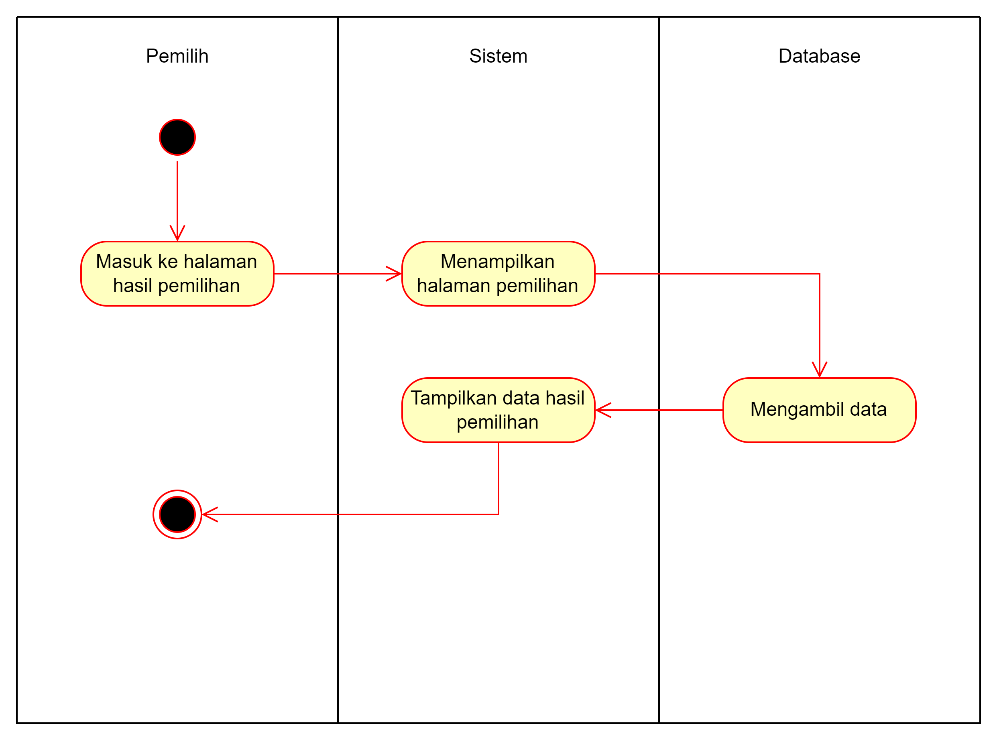 Pemilih
Sistem
Database
Masuk ke halaman
hasil pemilihan
Menampilkan
halaman pemilihan
Tampilkan data hasil
pemilihan
Mengambil data